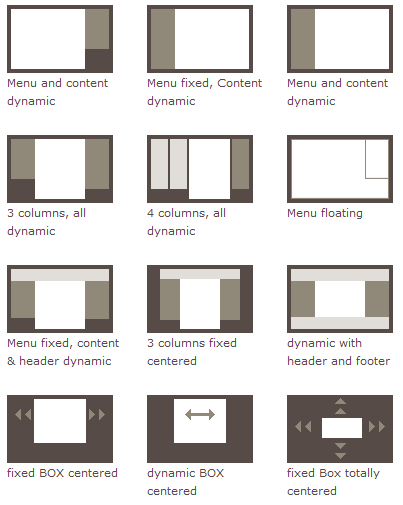 Menu and content
dynamic
Menu fixed, Content
dynamic
Menu and content
dynamic
3 columns, all
dynamic
4 columns, all
dynamic
Menu floating
Menu fixed, content
& header dynamic
3 columns fixed
centered
dynamic with
header and footer
fixed BOX centered
dynamic BOX
centered
fixed Box totally
centered